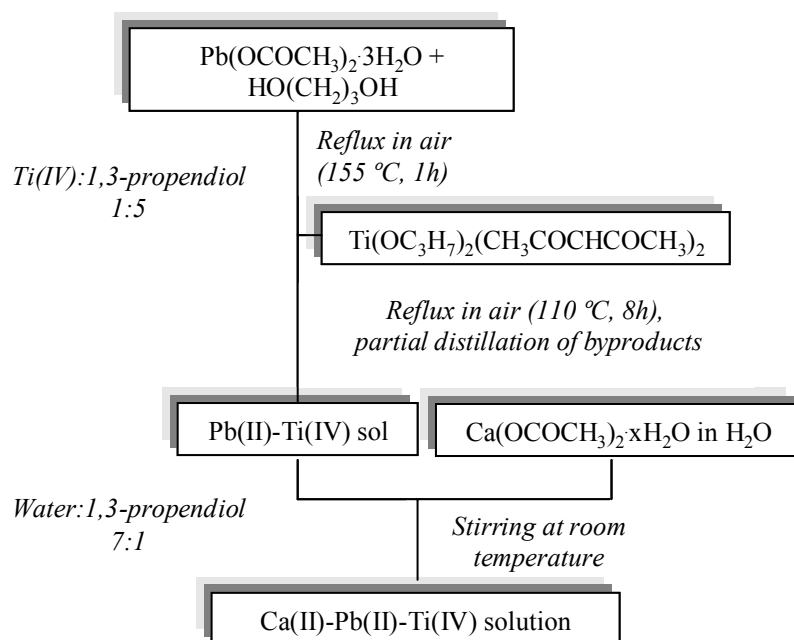 Pb(OCOCH₃)₂·3H₂O +
HO(CH₂)₃OH
Reflux in air
(155 ºC, 1h)
Ti(IV):1,3-propendiol
1:5
Ti(OC₃H₇)₂(CH₃COCHCOCH₃)₂
Reflux in air (110 ºC, 8h),
partial distillation of byproducts
Pb(II)-Ti(IV) sol
Ca(OCOCH₃)₂·xH₂O in H₂O
Water:1,3-propendiol
7:1
Stirring at room
temperature
Ca(II)-Pb(II)-Ti(IV) solution